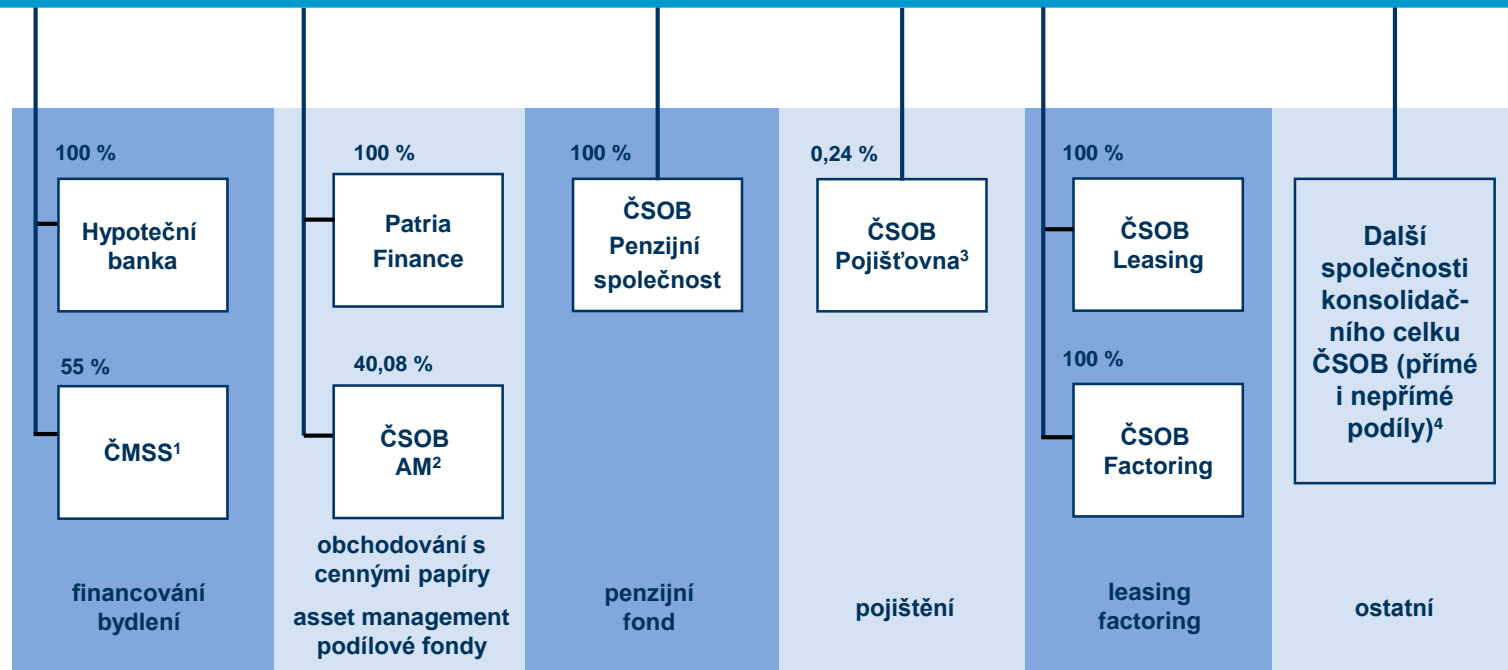 100 %
Hypoteční
banka
55 %
ČMSS¹
financování
bydlení
100 %
Patria
Finance
40,08 %
ČSOB
AM²
obchodování s
cennými papíry
asset management
podílové fondy
100 %
ČSOB
Penzijní
společnost
penzijní
fond
0,24 %
ČSOB
Pojišťovna³
pojištění
100 %
ČSOB
Leasing
100 %
ČSOB
Factoring
leasing
factoring
Další
společnosti
konsolidač-
ního celku
ČSOB (přímé
i nepřímé
podíly)⁴
ostatní